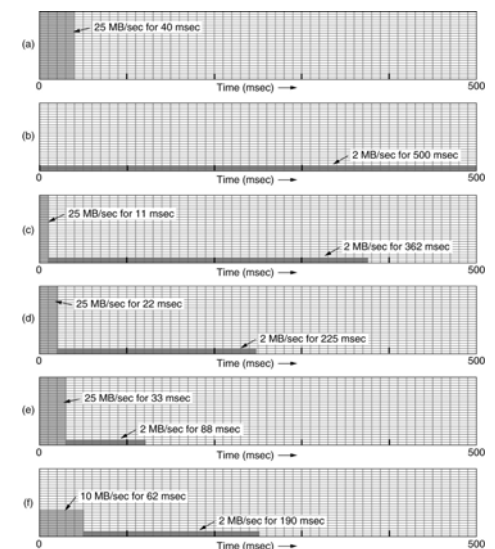 (a)
25 MB/sec for 40 msec
0
Time (msec)
500
(b)
2 MB/sec for 500 msec
0
Time (msec)
500
(c)
25 MB/sec for 11 msec
2 MB/sec for 362 msec
0
Time (msec)
500
(d)
25 MB/sec for 22 msec
2 MB/sec for 225 msec
0
Time (msec)
500
(e)
25 MB/sec for 33 msec
2 MB/sec for 88 msec
0
Time (msec)
500
(f)
10 MB/sec for 62 msec
2 MB/sec for 190 msec
0
Time (msec)
500